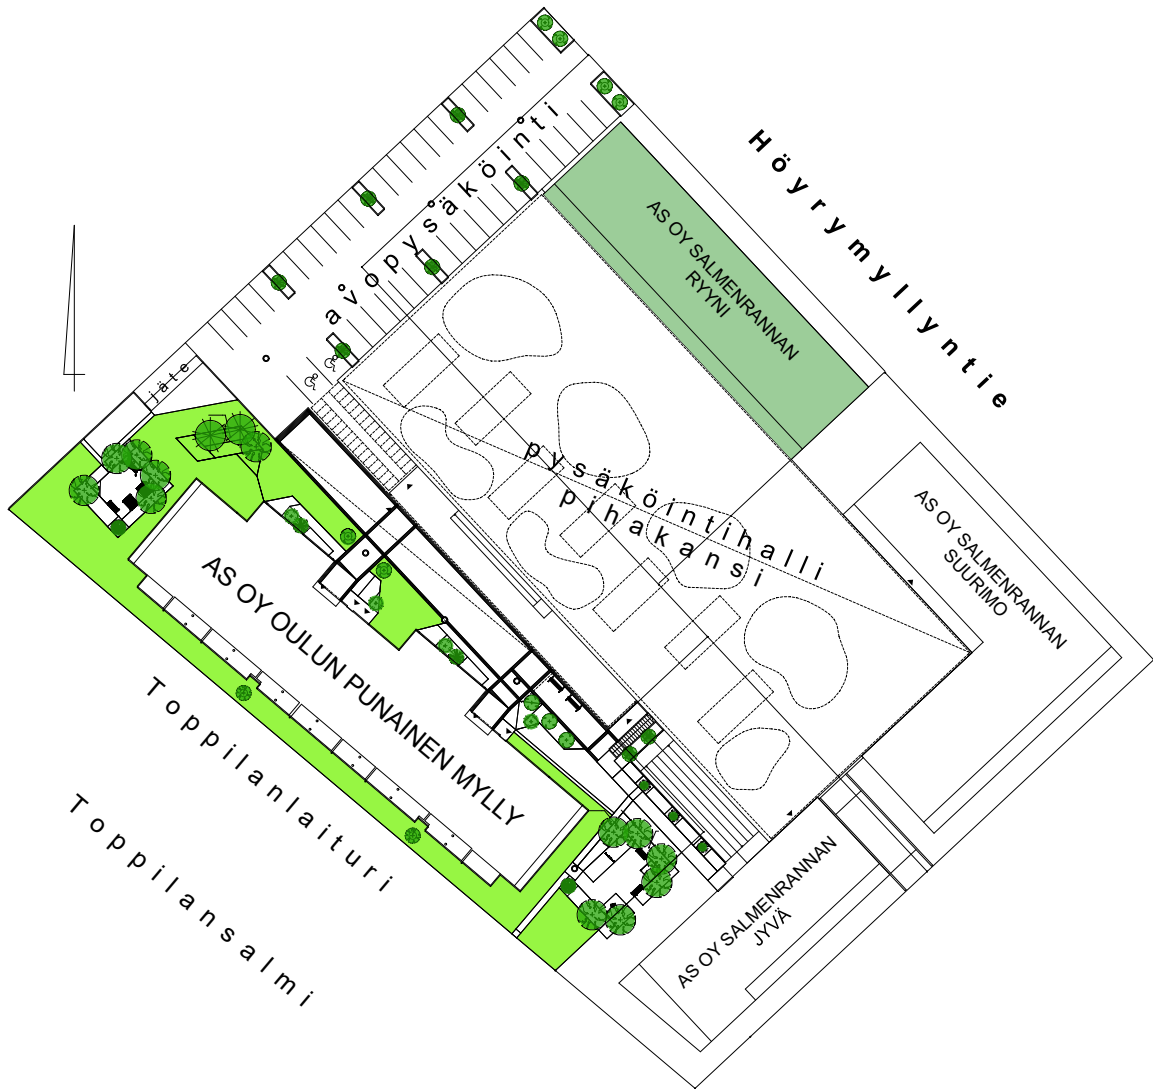 Höyrymyllyntie
avopysäköinti
AS OY SALMENRANNAN
RYYNI
jäte
pysäköintihalli
pihakansi
AS OY SALMENRANNAN
SUURIMO
AS OY OULUN PUNAINEN MYLLY
Toppilanlaituri
Toppilansalmi
AS OY SALMENRANNAN
JYVÄ